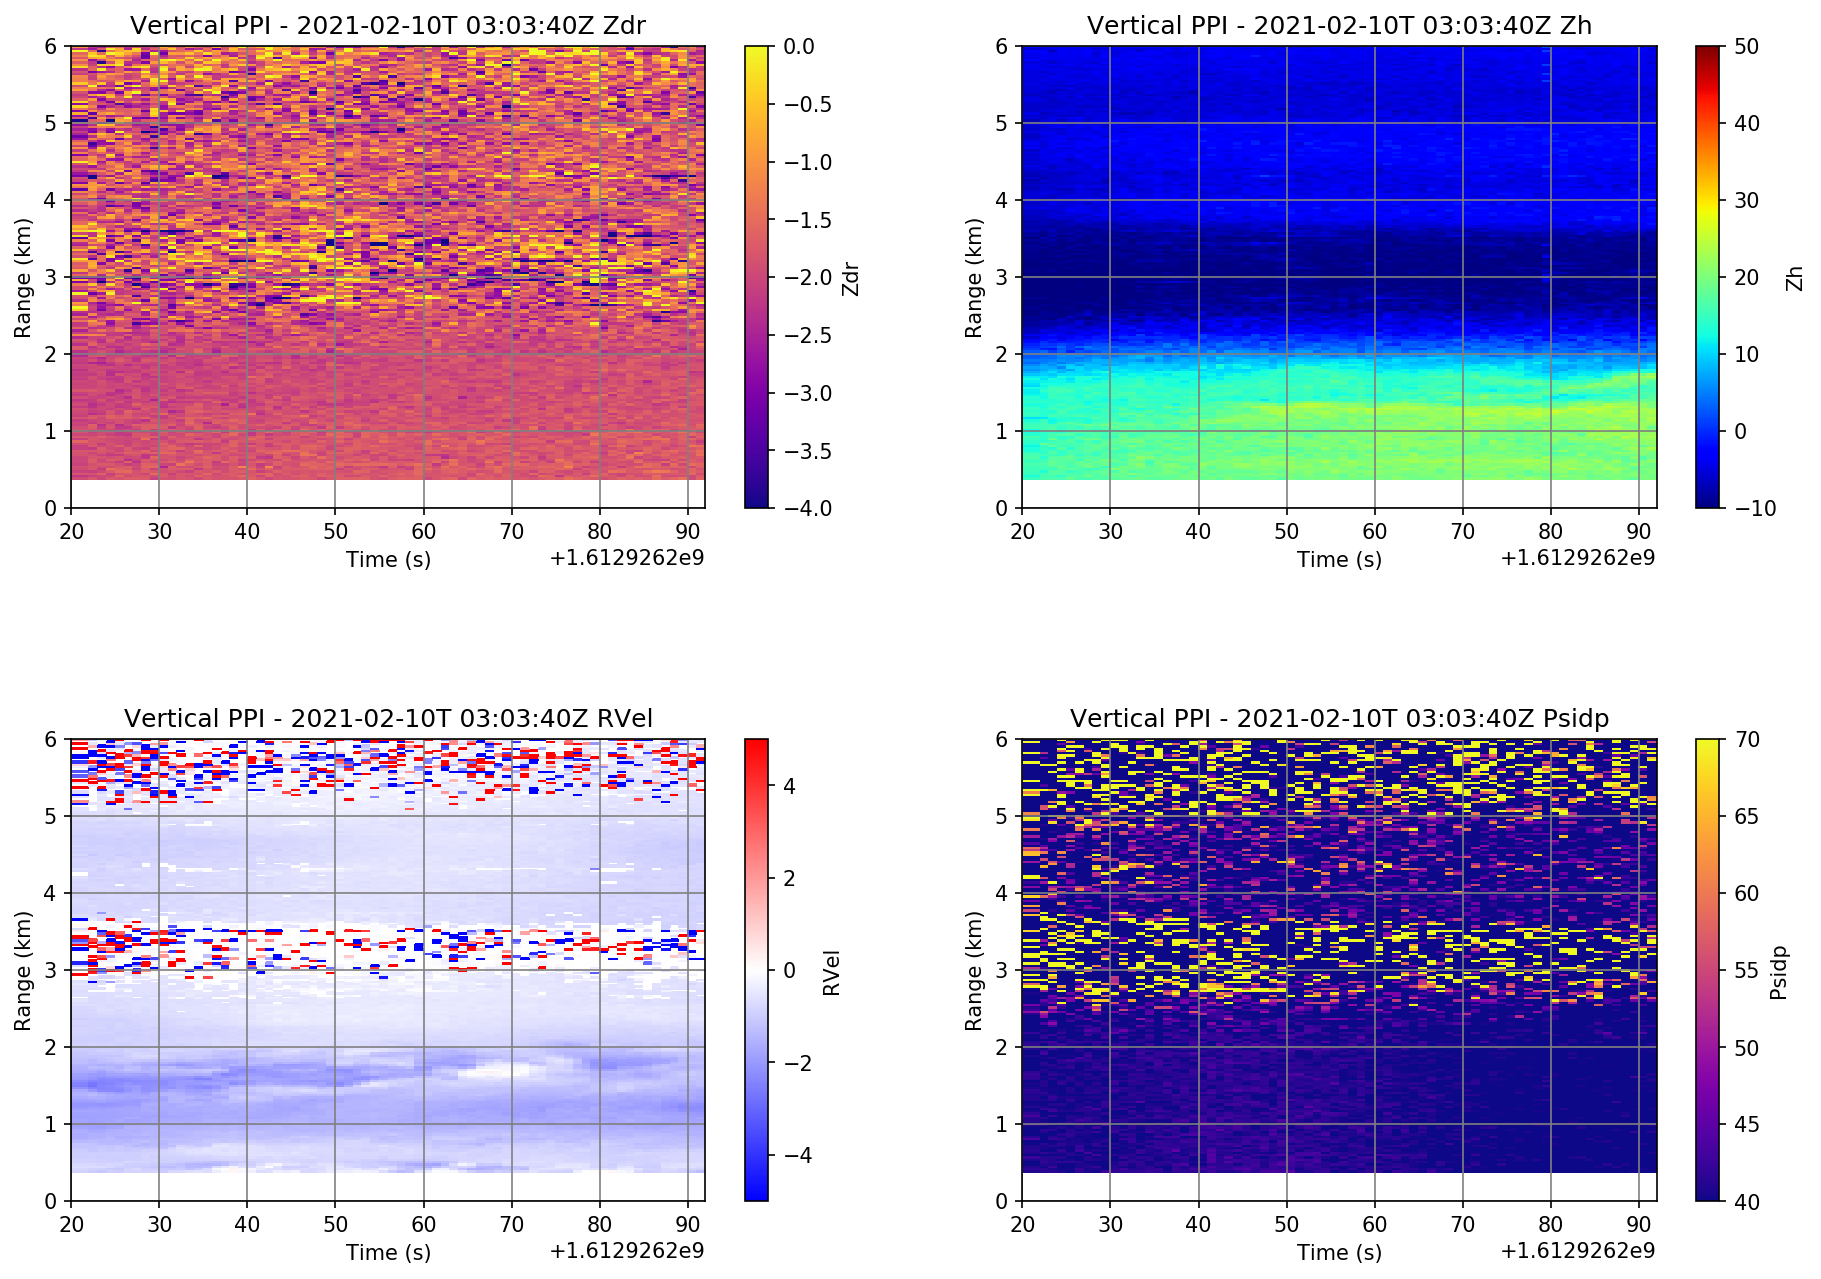 Vertical PPI - 2021-02-10T 03:03:40Z Zdr
6
5
4
3
2
1
0
Range (km)
20 30 40 50 60 70 80 90
Time (s)
+1.6129262e9
0.0
−0.5
−1.0
−1.5
−2.0
−2.5
−3.0
−3.5
−4.0
Zdr
Vertical PPI - 2021-02-10T 03:03:40Z Zh
6
5
4
3
2
1
0
Range (km)
20 30 40 50 60 70 80 90
Time (s)
+1.6129262e9
50
40
30
20
10
0
−10
Zh
Vertical PPI - 2021-02-10T 03:03:40Z RVel
6
5
4
3
2
1
0
Range (km)
20 30 40 50 60 70 80 90
Time (s)
+1.6129262e9
4
2
0
−2
−4
RVel
Vertical PPI - 2021-02-10T 03:03:40Z Psidp
6
5
4
3
2
1
0
Range (km)
20 30 40 50 60 70 80 90
Time (s)
+1.6129262e9
70
65
60
55
50
45
40
Psidp